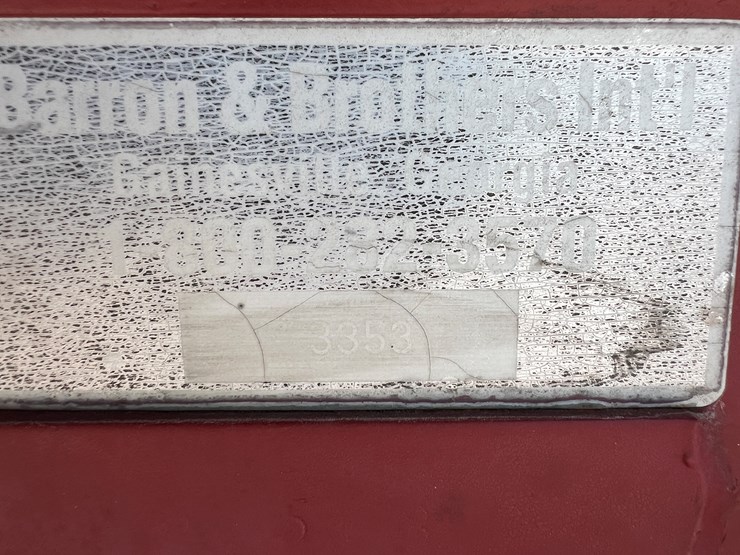 Barron & Brothers Int'l
Gainesville, Georgia
1-800-232-3570
3353